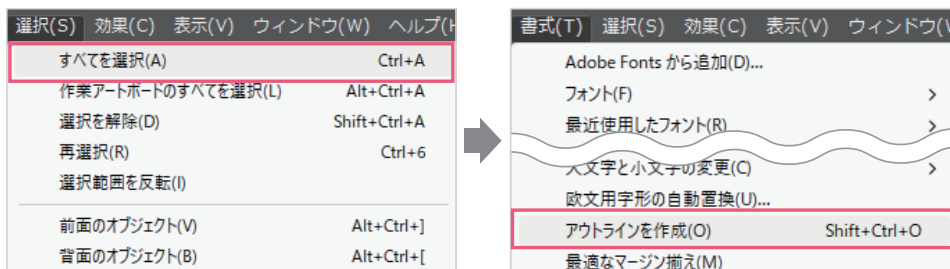 選択(S) 効果(C) 表示(V) ウィンドウ(W) ヘルプ(H
すべてを選択(A) Ctrl+A
作業アートボードのすべてを選択(L) Alt+Ctrl+A
選択を解除(D) Shift+Ctrl+A
再選択(R) Ctrl+6
選択範囲を反転(I)
前面のオブジェクト(V) Alt+Ctrl+]
背面のオブジェクト(B) Alt+Ctrl+[
書式(T) 選択(S) 効果(C) 表示(V) ウィンドウ(
Adobe Fonts から追加(D)...
フォント(F) >
最近使用したフォント(R) >
大文字と小文字の変更(C) >
欧文用字形の自動置換(U)...
アウトラインを作成(O) Shift+Ctrl+O
最適なマージン揃え(M)